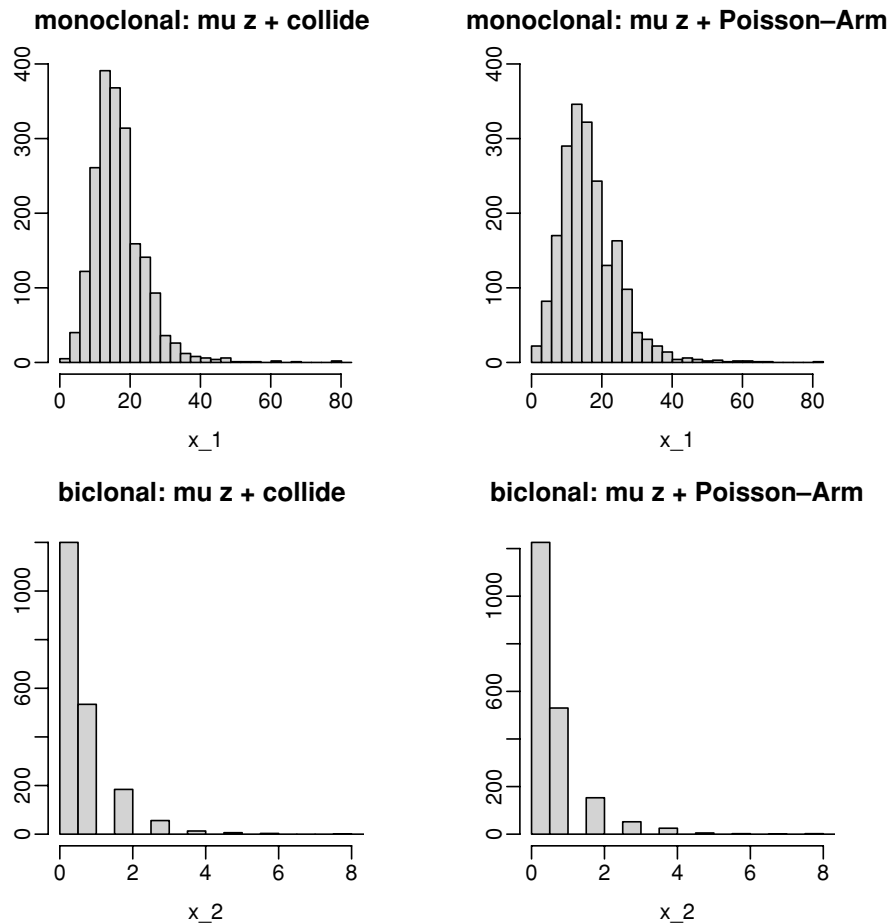 monoclonal: mu z + collide
400
300
200
100
0
0 20 40 60 80
x_1
monoclonal: mu z + Poisson–Arm
400
300
200
100
0
0 20 40 60 80
x_1
biclonal: mu z + collide
1000
600
200
0
0 2 4 6 8
x_2
biclonal: mu z + Poisson–Arm
1000
600
200
0
0 2 4 6 8
x_2